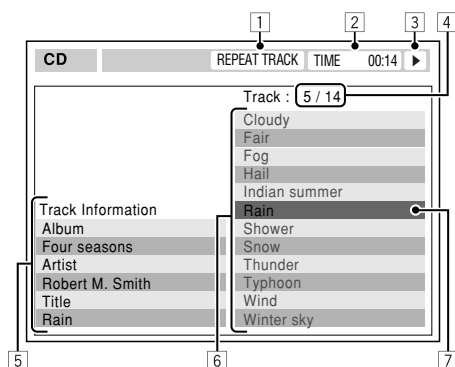 1 2 3 4
CD REPEAT TRACK TIME 00:14
Track : 5 / 14
Cloudy
Fair
Fog
Hail
Indian summer
Rain
Shower
Snow
Thunder
Typhoon
Wind
Winter sky
Track Information
Album
Four seasons
Artist
Robert M. Smith
Title
Rain
5 6 7